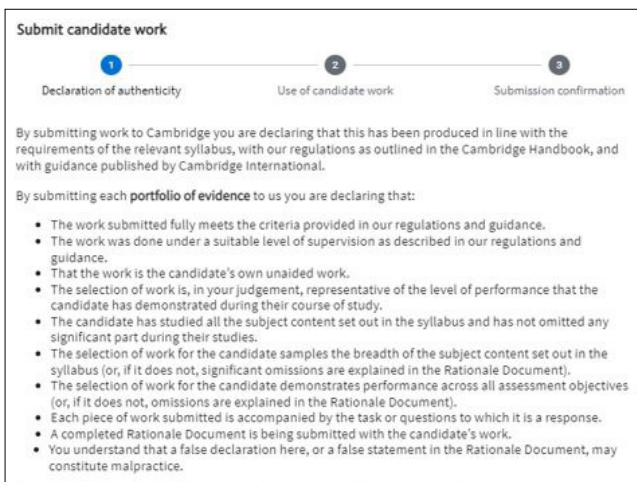 Submit candidate work
1 2 3
Declaration of authenticity Use of candidate work Submission confirmation
By submitting work to Cambridge you are declaring that this has been produced in line with the
requirements of the relevant syllabus, with our regulations as outlined in the Cambridge Handbook, and
with guidance published by Cambridge International.
By submitting each portfolio of evidence to us you are declaring that:
• The work submitted fully meets the criteria provided in our regulations and guidance.
• The work was done under a suitable level of supervision as described in our regulations and
guidance.
• That the work is the candidate's own unaided work.
• The selection of work is, in your judgement, representative of the level of performance that the
candidate has demonstrated during their course of study.
• The candidate has studied all the subject content set out in the syllabus and has not omitted any
significant part during their studies.
• The selection of work for the candidate samples the breadth of the subject content set out in the
syllabus (or, if it does not, significant omissions are explained in the Rationale Document).
• The selection of work for the candidate demonstrates performance across all assessment objectives
(or, if it does not, omissions are explained in the Rationale Document).
• Each piece of work submitted is accompanied by the task or questions to which it is a response.
• A completed Rationale Document is being submitted with the candidate's work.
• You understand that a false declaration here, or a false statement in the Rationale Document, may
constitute malpractice.